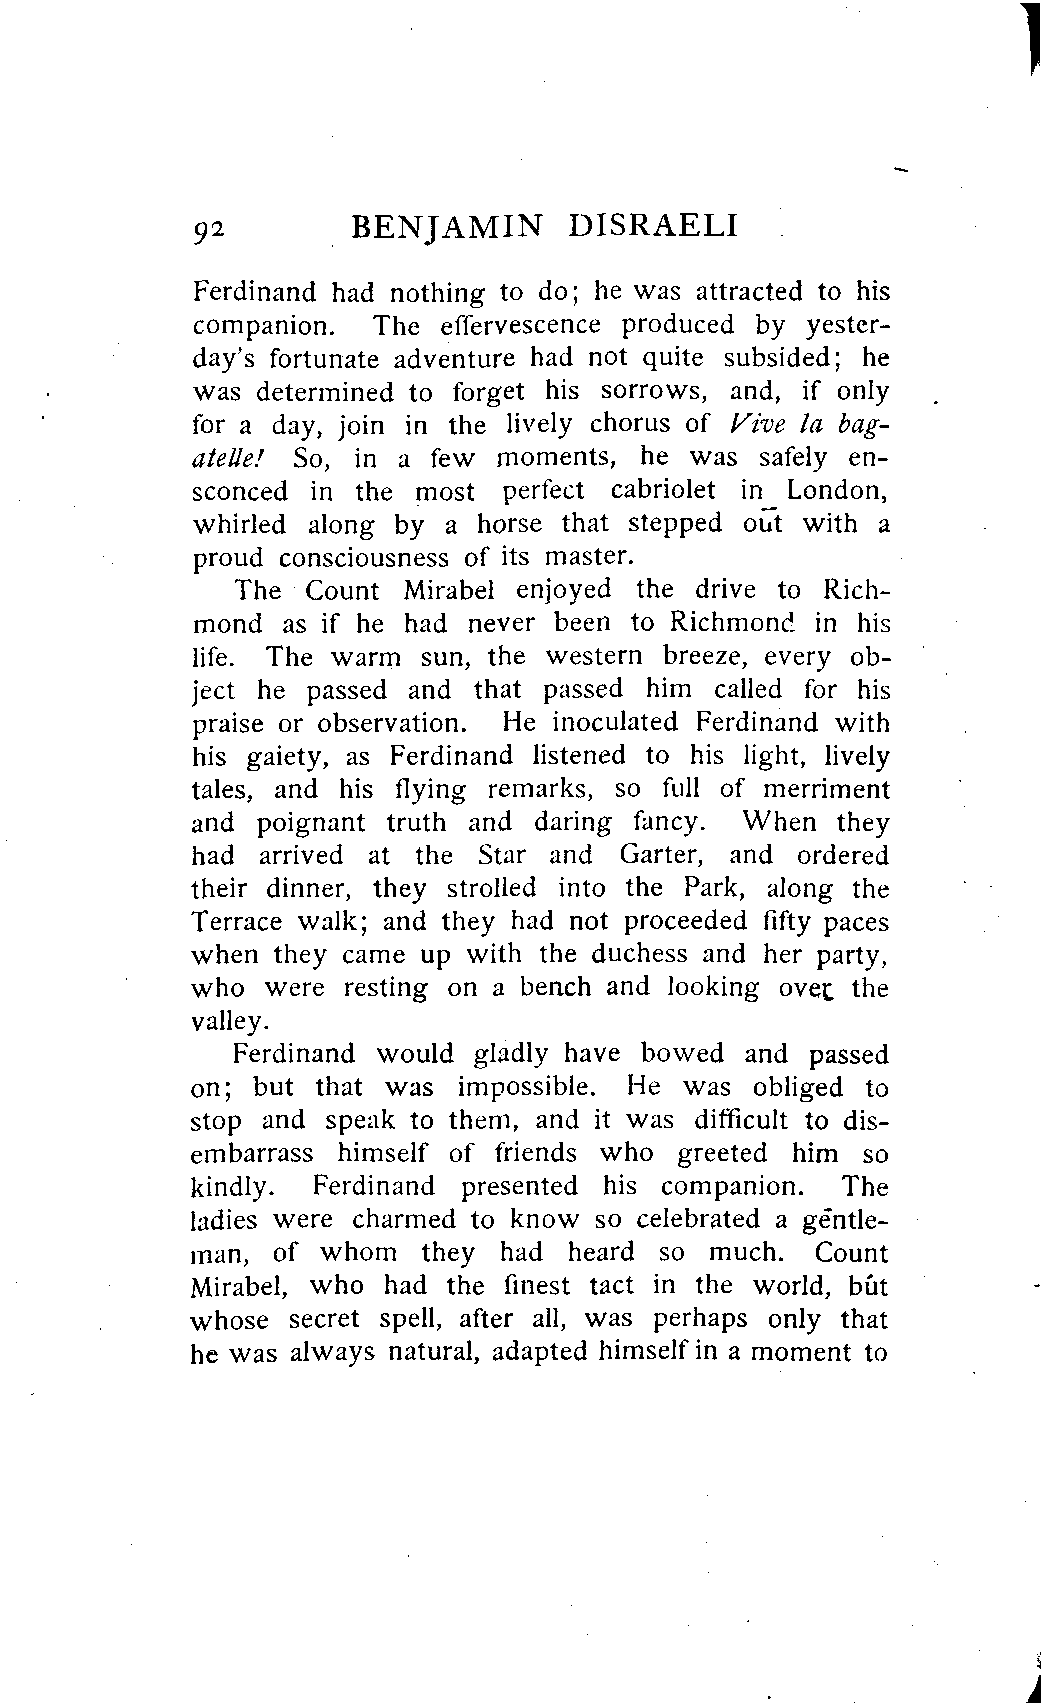 92 BENJAMIN DISRAELI
Ferdinand had nothing to do; he was attracted to his
companion. The effervescence produced by yester-
day's fortunate adventure had not quite subsided; he
was determined to forget his sorrows, and, if only
for a day, join in the lively chorus of Vive la bag-
atelle! So, in a few moments, he was safely en-
sconced in the most perfect cabriolet in London,
whirled along by a horse that stepped out with a
proud consciousness of its master.
The Count Mirabel enjoyed the drive to Rich-
mond as if he had never been to Richmond in his
life. The warm sun, the western breeze, every ob-
ject he passed and that passed him called for his
praise or observation. He inoculated Ferdinand with
his gaiety, as Ferdinand listened to his light, lively
tales, and his flying remarks, so full of merriment
and poignant truth and daring fancy. When they
had arrived at the Star and Garter, and ordered
their dinner, they strolled into the Park, along the
Terrace walk; and they had not proceeded fifty paces
when they came up with the duchess and her party,
who were resting on a bench and looking over the
valley.
Ferdinand would gladly have bowed and passed
on; but that was impossible. He was obliged to
stop and speak to them, and it was difficult to dis-
embarrass himself of friends who greeted him so
kindly. Ferdinand presented his companion. The
ladies were charmed to know so celebrated a gentle-
man, of whom they had heard so much. Count
Mirabel, who had the finest tact in the world, but
whose secret spell, after all, was perhaps only that
he was always natural, adapted himself in a moment to